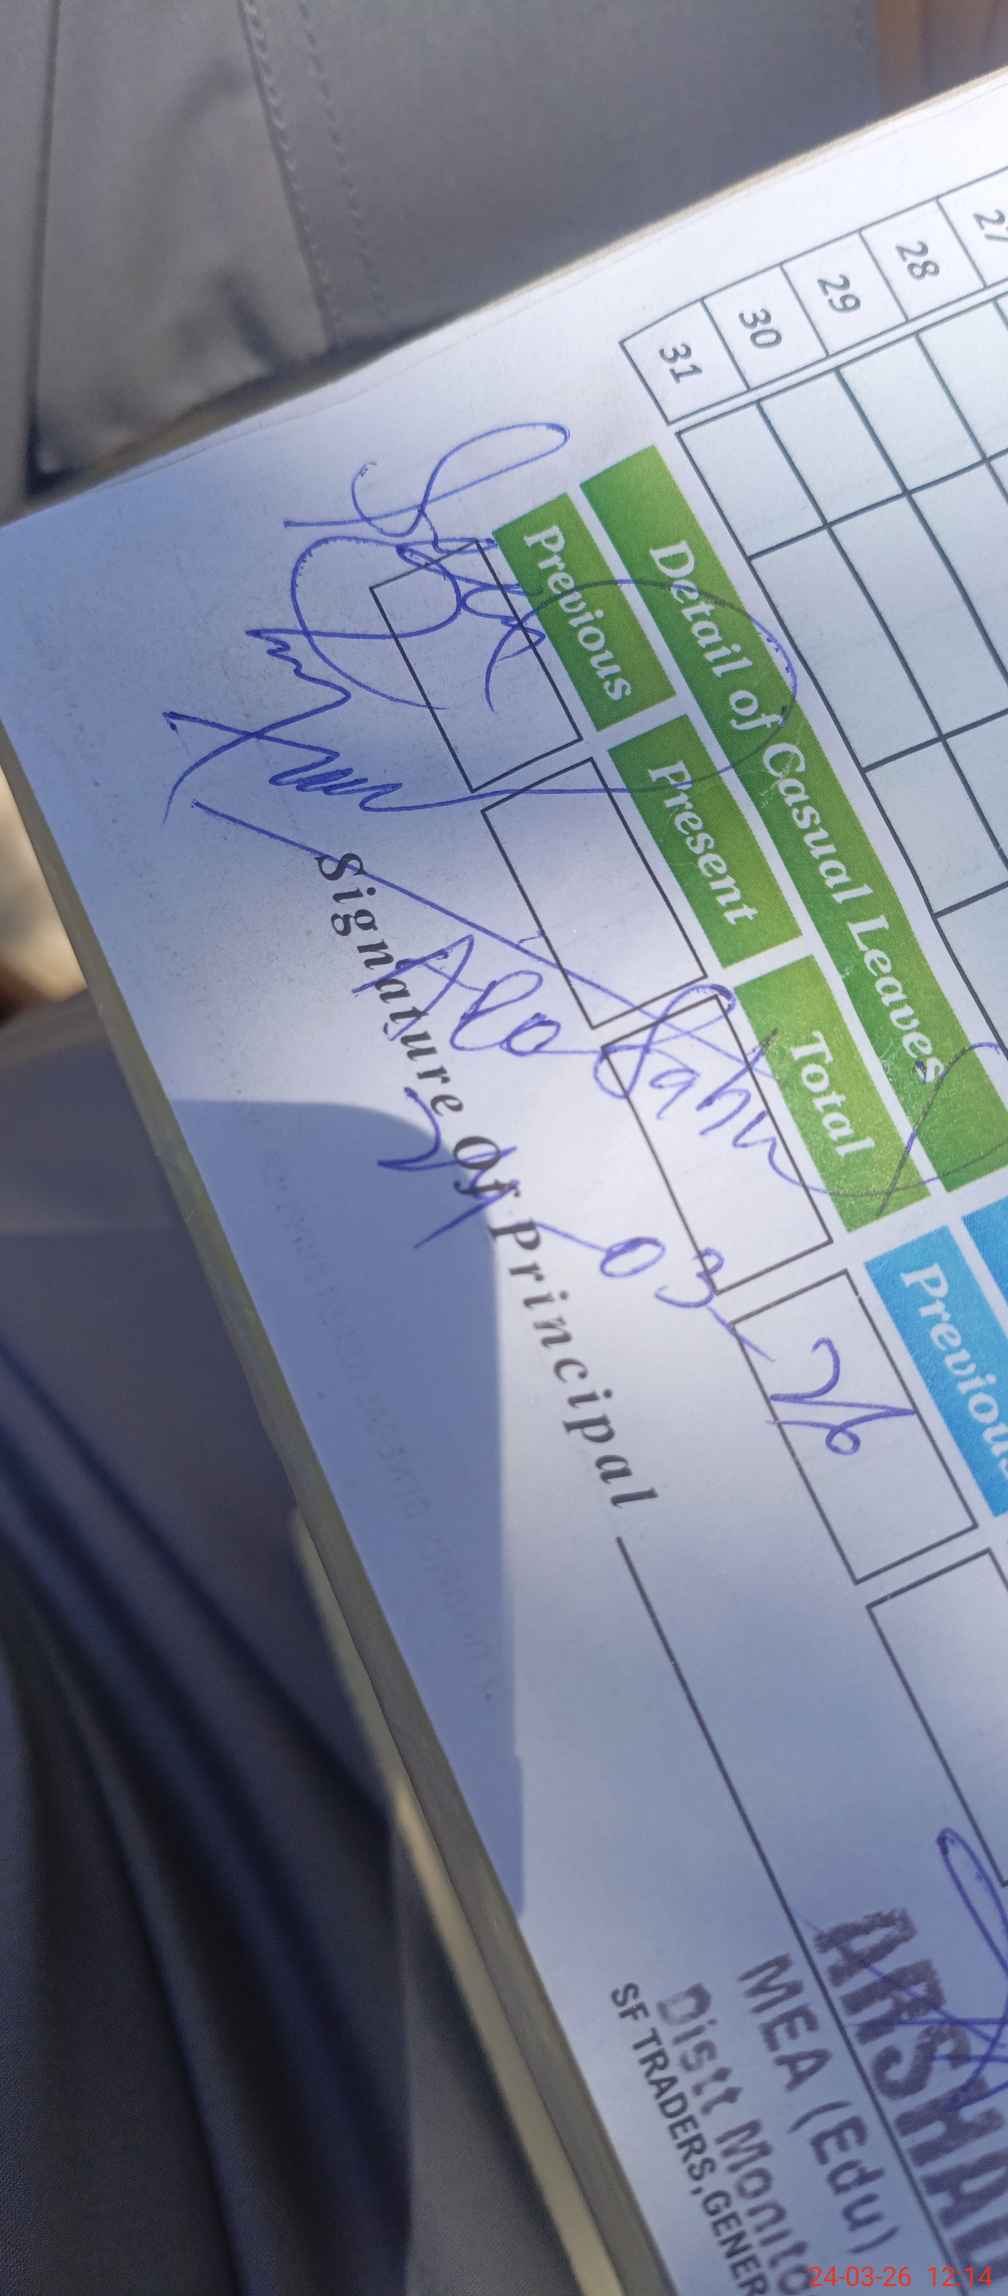 27
28
29
30
31
Detail of Casual Leaves
Previous Present Total
Previous
Signature Of Principal
03-26
ARSHAD
MEA (Edu)
Distt Monito
SF TRADERS,GENER
24-03-26 12:14